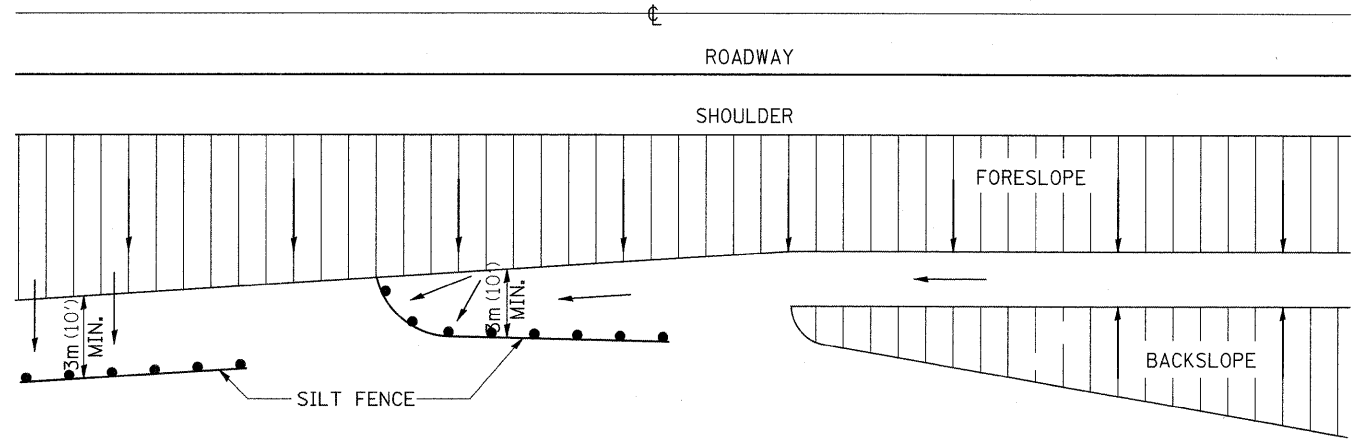 ℄
ROADWAY
SHOULDER
FORESLOPE
3m (10')
MIN.
3m (10')
MIN.
BACKSLOPE
SILT FENCE